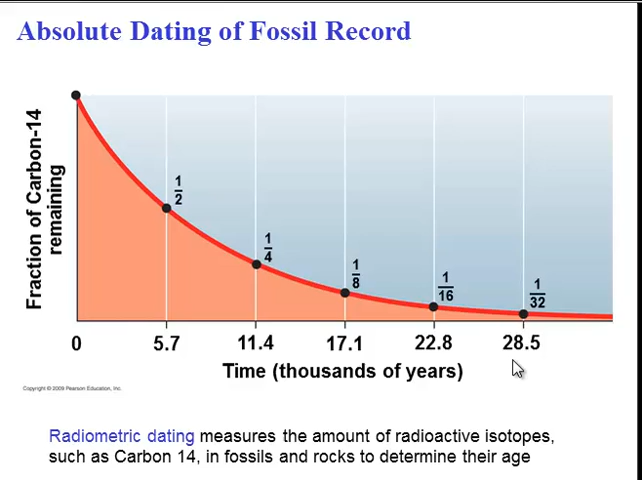 Absolute Dating of Fossil Record
Fraction of Carbon-14
remaining
1/2
1/4
1/8
1/16
1/32
0 5.7 11.4 17.1 22.8 28.5
Time (thousands of years)
Copyright © 2009 Pearson Education, Inc.
Radiometric dating measures the amount of radioactive isotopes,
such as Carbon 14, in fossils and rocks to determine their age